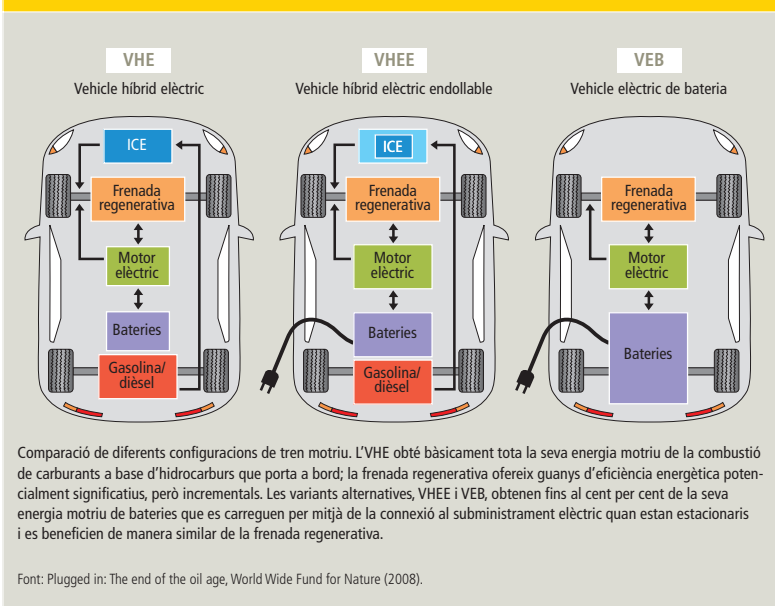 VHE
Vehicle híbrid elèctric
ICE
Frenada
regenerativa
Motor
elèctric
Bateries
Gasolina/
dièsel
VHEE
Vehicle híbrid elèctric endollable
ICE
Frenada
regenerativa
Motor
elèctric
Bateries
Gasolina/
dièsel
VEB
Vehicle elèctric de bateria
Frenada
regenerativa
Motor
elèctric
Bateries
Comparació de diferents configuracions de tren motriu. L’VHE obté bàsicament tota la seva energia motriu de la combustió
de carburants a base d’hidrocarburs que porta a bord; la frenada regenerativa ofereix guanys d’eficiència energètica poten-
cialment significatius, però incrementals. Les variants alternatives, VHEE i VEB, obtenen fins al cent per cent de la seva
energia motriu de bateries que es carreguen per mitjà de la connexió al subministrament elèctric quan estan estacionaris
i es beneficien de manera similar de la frenada regenerativa.
Font: Plugged in: The end of the oil age, World Wide Fund for Nature (2008).